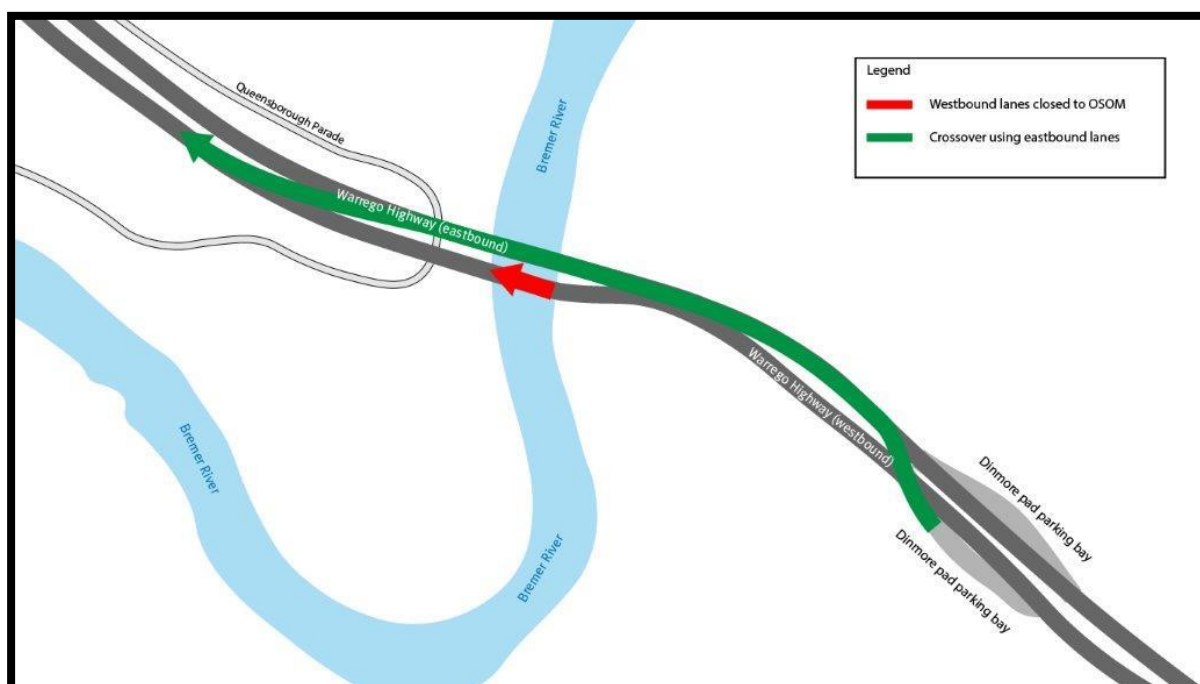 Legend
Westbound lanes closed to OSOM
Crossover using eastbound lanes
Queensborough Parade
Bremer River
Warrego Highway (eastbound)
Warrego Highway (westbound)
Bremer River
Bremer River
Dinmore pad parking bay
Dinmore pad parking bay